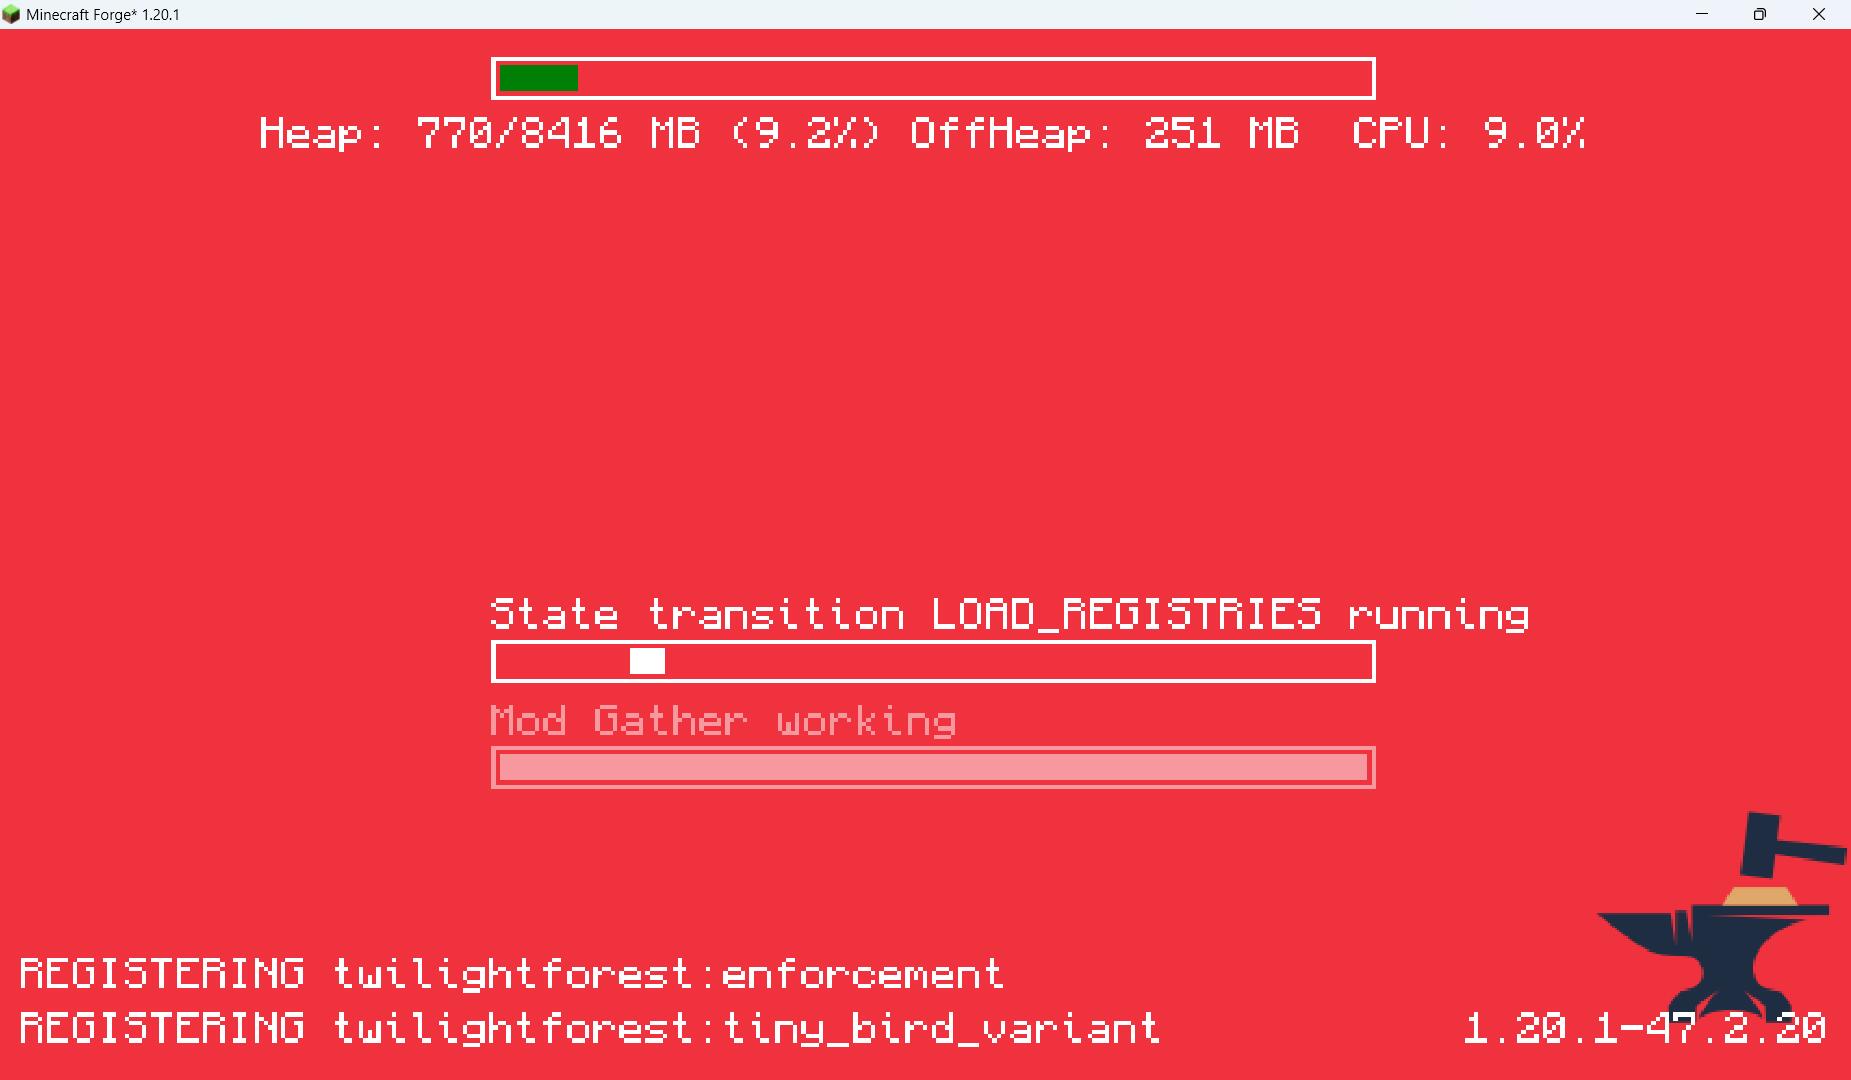 Minecraft Forge* 1.20.1
Heap: 770/8416 MB (9.2%) OffHeap: 251 MB  CPU: 9.0%
State transition LOAD_REGISTRIES running
Mod Gather working
REGISTERING twilightforest:enforcement
REGISTERING twilightforest:tiny_bird_variant
1.20.1-47.2.20